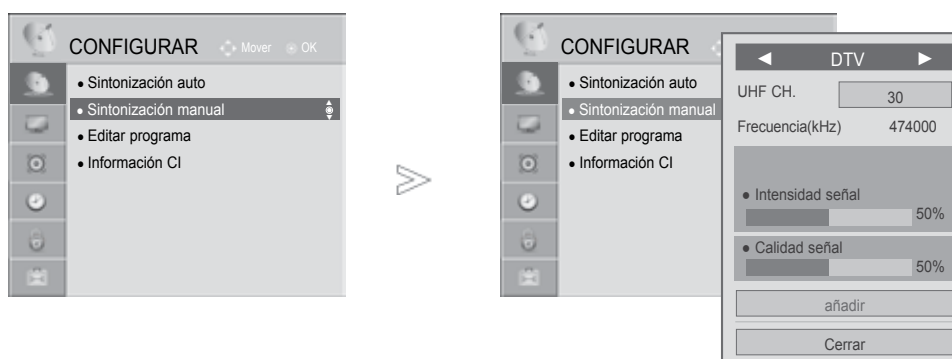 CONFIGURAR Mover OK
• Sintonización auto
• Sintonización manual
• Editar programa
• Información CI
CONFIGURAR
• Sintonización auto
• Sintonización manual
• Editar programa
• Información CI
◄ DTV ►
UHF CH. 30
Frecuencia(kHz) 474000
• Intensidad señal
50%
• Calidad señal
50%
añadir
Cerrar